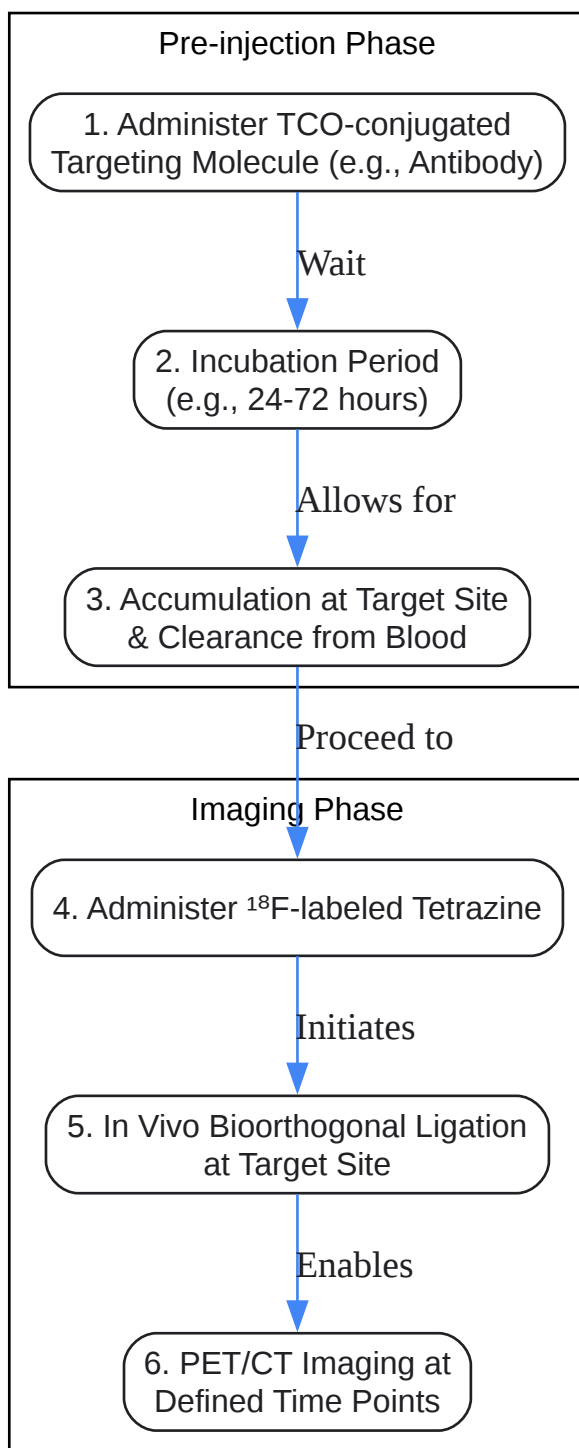 Pre-injection Phase
1. Administer TCO-conjugated
Targeting Molecule (e.g., Antibody)
Wait
2. Incubation Period
(e.g., 24-72 hours)
Allows for
3. Accumulation at Target Site
& Clearance from Blood
Proceed to
Imaging Phase
4. Administer ¹⁸F-labeled Tetrazine
Initiates
5. In Vivo Bioorthogonal Ligation
at Target Site
Enables
6. PET/CT Imaging at
Defined Time Points